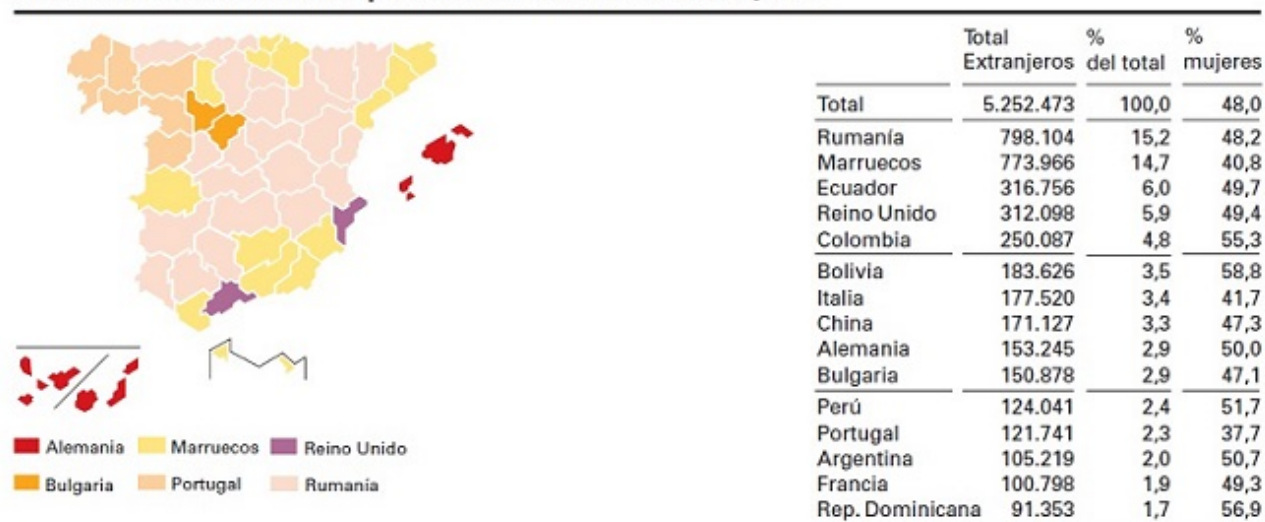 Total % %
Extranjeros del total mujeres
Total 5.252.473 100,0 48,0
Rumanía 798.104 15,2 48,2
Marruecos 773.966 14,7 40,8
Ecuador 316.756 6,0 49,7
Reino Unido 312.098 5,9 49,4
Colombia 250.087 4,8 55,3
Bolivia 183.626 3,5 58,8
Italia 177.520 3,4 41,7
China 171.127 3,3 47,3
Alemania 153.245 2,9 50,0
Bulgaria 150.878 2,9 47,1
Perú 124.041 2,4 51,7
Portugal 121.741 2,3 37,7
Argentina 105.219 2,0 50,7
Francia 100.798 1,9 49,3
Rep. Dominicana 91.353 1,7 56,9
Alemania Marruecos Reino Unido
Bulgaria Portugal Rumanía